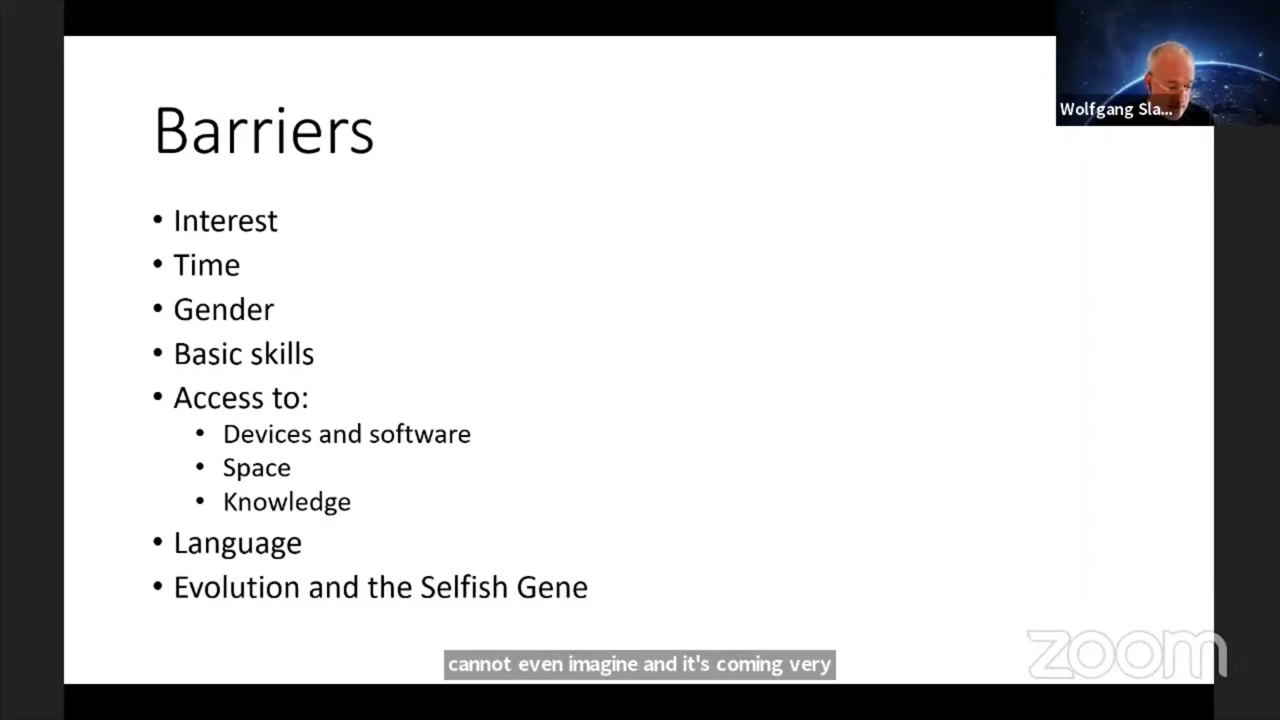 Barriers
Wolfgang Sla...
• Interest
• Time
• Gender
• Basic skills
• Access to:
• Devices and software
• Space
• Knowledge
• Language
• Evolution and the Selfish Gene
cannot even imagine and it's coming very
zoom